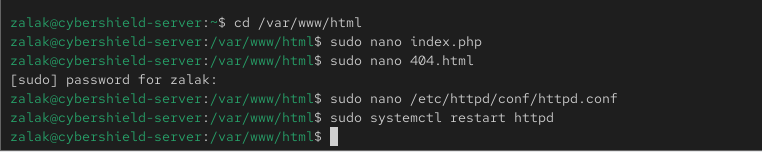 zalak@cybershield-server:~$ cd /var/www/html
zalak@cybershield-server:/var/www/html$ sudo nano index.php
zalak@cybershield-server:/var/www/html$ sudo nano 404.html
[sudo] password for zalak:
zalak@cybershield-server:/var/www/html$ sudo nano /etc/httpd/conf/httpd.conf
zalak@cybershield-server:/var/www/html$ sudo systemctl restart httpd
zalak@cybershield-server:/var/www/html$